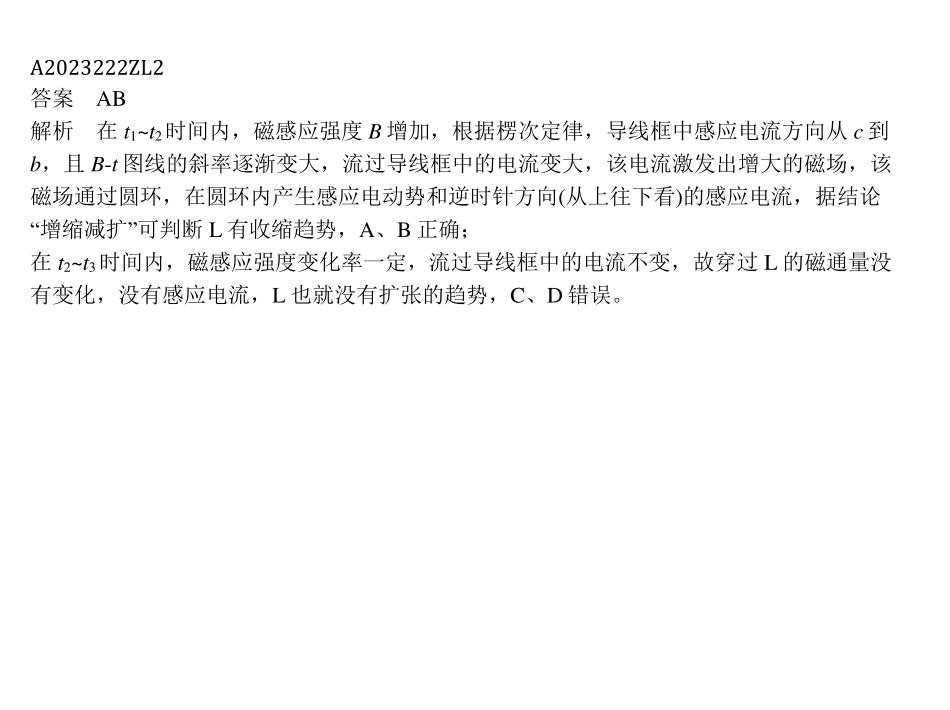 A2023222ZL2
答案　AB
解析　在 t₁~t₂时间内，磁感应强度 B 增加，根据楞次定律，导线框中感应电流方向从 c 到
b，且 B-t 图线的斜率逐渐变大，流过导线框中的电流变大，该电流激发出增大的磁场，该
磁场通过圆环，在圆环内产生感应电动势和逆时针方向(从上往下看)的感应电流，据结论
“增缩减扩”可判断 L 有收缩趋势，A、B 正确；
在 t₂~t₃时间内，磁感应强度变化率一定，流过导线框中的电流不变，故穿过 L 的磁通量没
有变化，没有感应电流，L 也就没有扩张的趋势，C、D 错误。